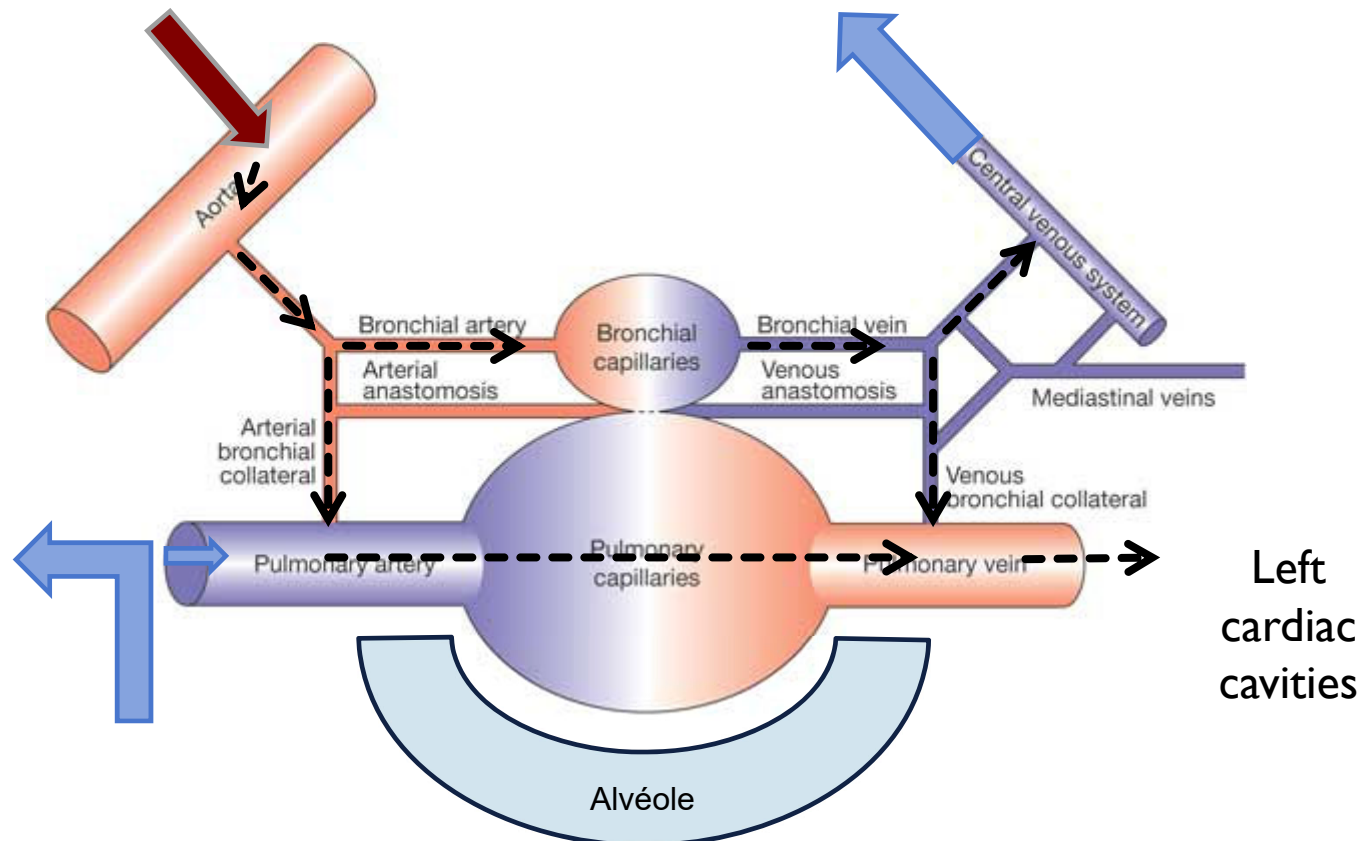 Aorta
Central venous system
Bronchial artery
Bronchial
capillaries
Bronchial vein
Arterial
anastomosis
Venous
anastomosis
Mediastinal veins
Arterial
bronchial
collateral
Venous
bronchial collateral
Pulmonary artery
Pulmonary
capillaries
Pulmonary vein
Left
cardiac
cavities
Alvéole